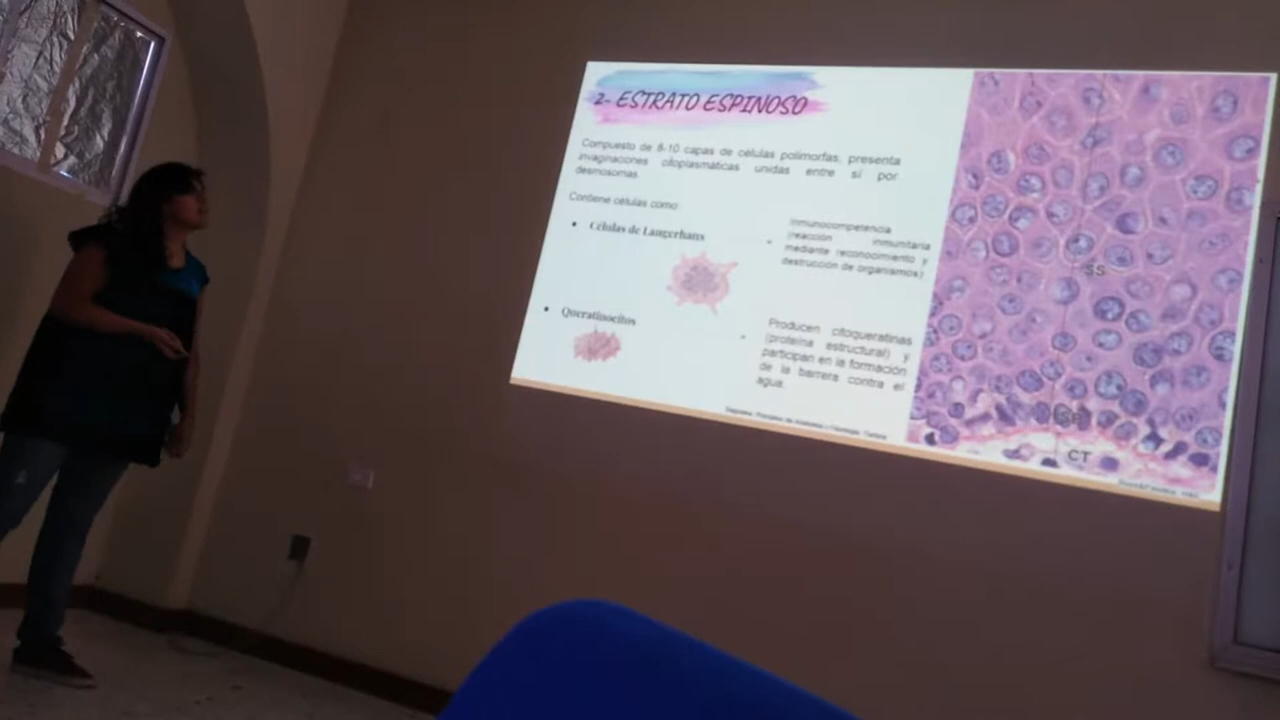 2- ESTRATO ESPINOSO
Compuesto de 8-10 capas de células polimorfas, presenta
invaginaciones citoplasmáticas unidas entre sí por
desmosomas.
Contiene células como:
• Células de Langerhans
- Inmunocompetencia
(reacción inmunitaria
mediante reconocimiento y
destrucción de organismos)
• Queratinocitos
- Producen citoqueratinas
(proteína estructural) y
participan en la formación
de la barrera contra el
agua.
SS
CT